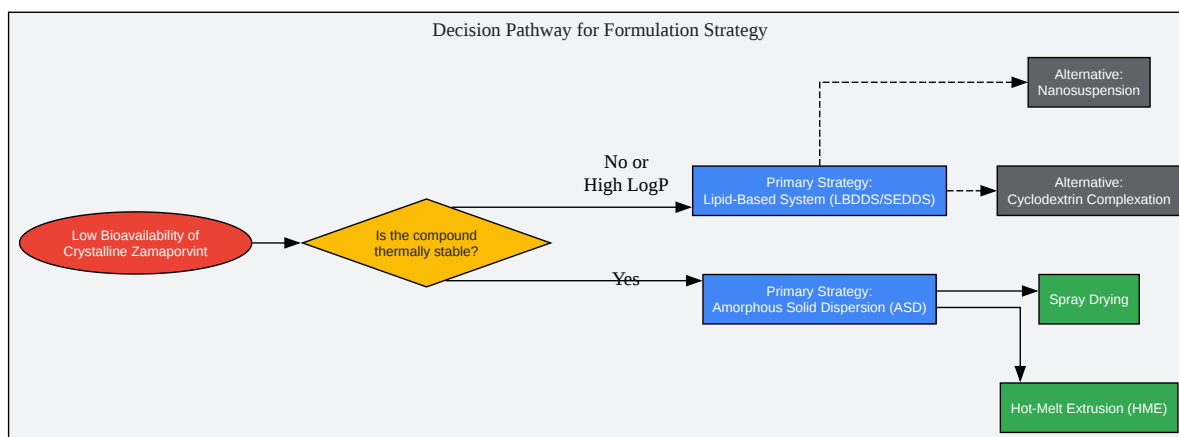 Decision Pathway for Formulation Strategy
Alternative:
Nanosuspension
No or
High LogP
Primary Strategy:
Lipid-Based System (LBDDS/SEDDS)
Alternative:
Cyclodextrin Complexation
Low Bioavailability of
Crystalline Zamaporvint
Is the compound
thermally stable?
Yes
Primary Strategy:
Amorphous Solid Dispersion (ASD)
Spray Drying
Hot-Melt Extrusion (HME)